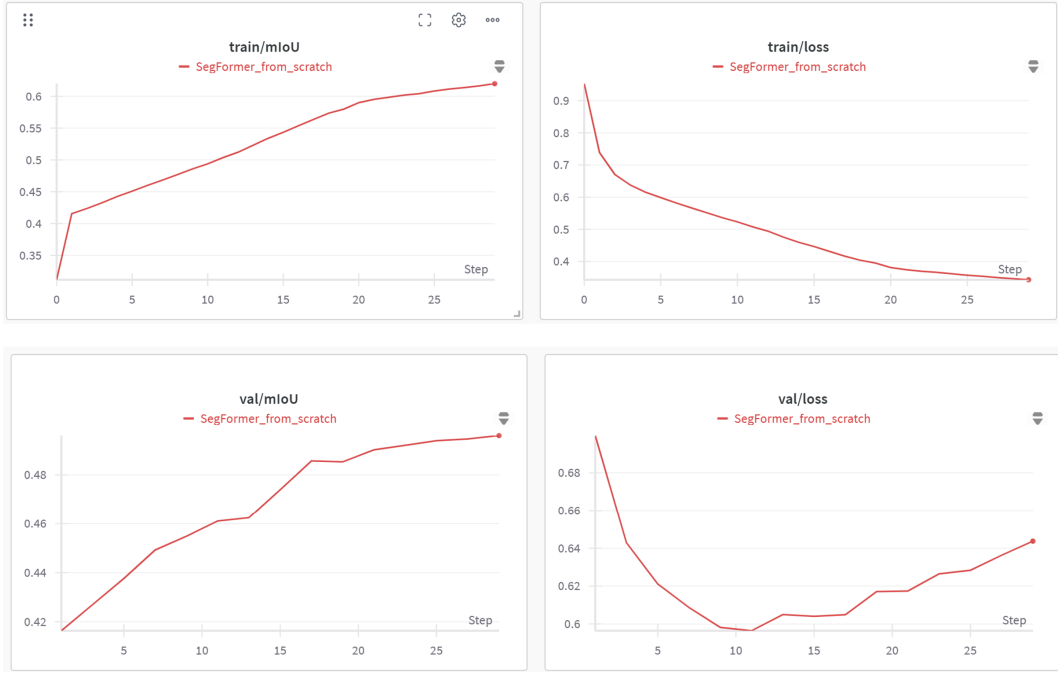 train/mIoU
SegFormer_from_scratch
0.6
0.55
0.5
0.45
0.4
0.35
Step
0 5 10 15 20 25
train/loss
SegFormer_from_scratch
0.9
0.8
0.7
0.6
0.5
0.4
Step
0 5 10 15 20 25
val/mIoU
SegFormer_from_scratch
0.48
0.46
0.44
0.42
Step
5 10 15 20 25
val/loss
SegFormer_from_scratch
0.68
0.66
0.64
0.62
0.6
Step
5 10 15 20 25